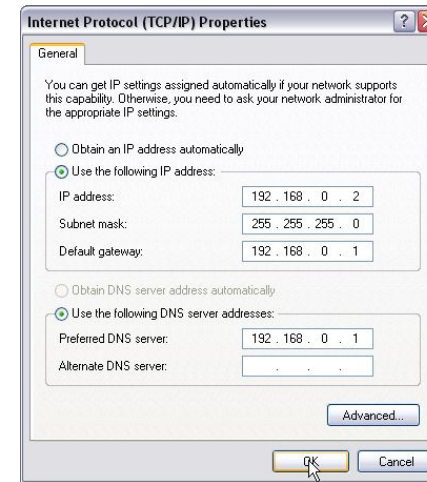 Internet Protocol (TCP/IP) Properties
General
You can get IP settings assigned automatically if your network supports
this capability. Otherwise, you need to ask your network administrator for
the appropriate IP settings.
Obtain an IP address automatically
Use the following IP address:
IP address: 192 . 168 . 0 . 2
Subnet mask: 255 . 255 . 255 . 0
Default gateway: 192 . 168 . 0 . 1
Obtain DNS server address automatically
Use the following DNS server addresses:
Preferred DNS server: 192 . 168 . 0 . 1
Alternate DNS server: . . .
Advanced...
OK Cancel